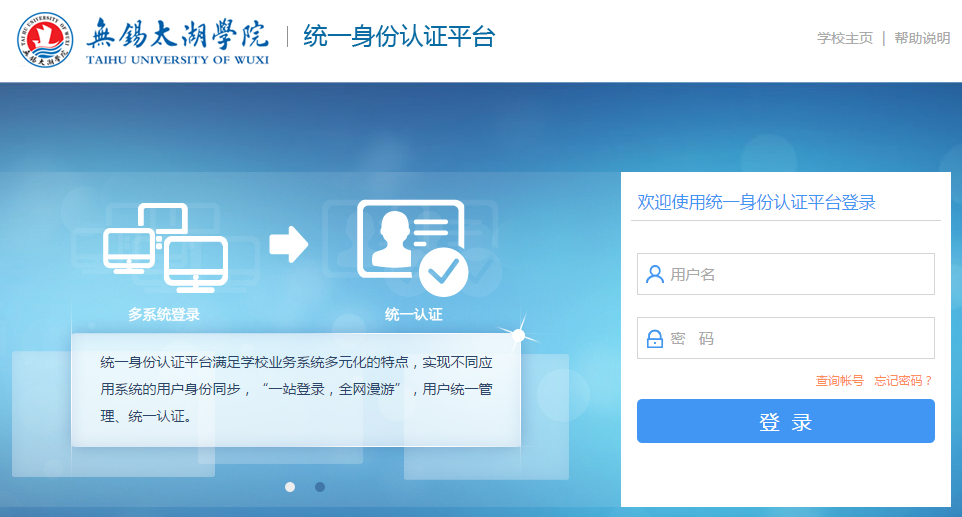 TAIHU UNIVERSITY OF WUXI
無錫太湖學院
無錫太湖學院
TAIHU UNIVERSITY OF WUXI
统一身份认证平台
学校主页 | 帮助说明
多系统登录
统一认证
统一身份认证平台满足学校业务系统多元化的特点，实现不同应
用系统的用户身份同步，“一站登录，全网漫游”，用户统一管
理、统一认证。
欢迎使用统一身份认证平台登录
用户名
密 码
查询帐号 忘记密码？
登 录